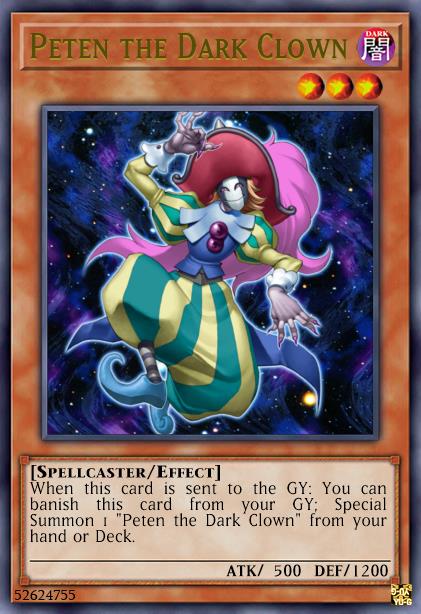 PETEN THE DARK CLOWN
DARK
闇
[SPELLCASTER/EFFECT]
When this card is sent to the GY: You can
banish this card from your GY; Special
Summon 1 "Peten the Dark Clown" from your
hand or Deck.
ATK/ 500 DEF/1200
52624755